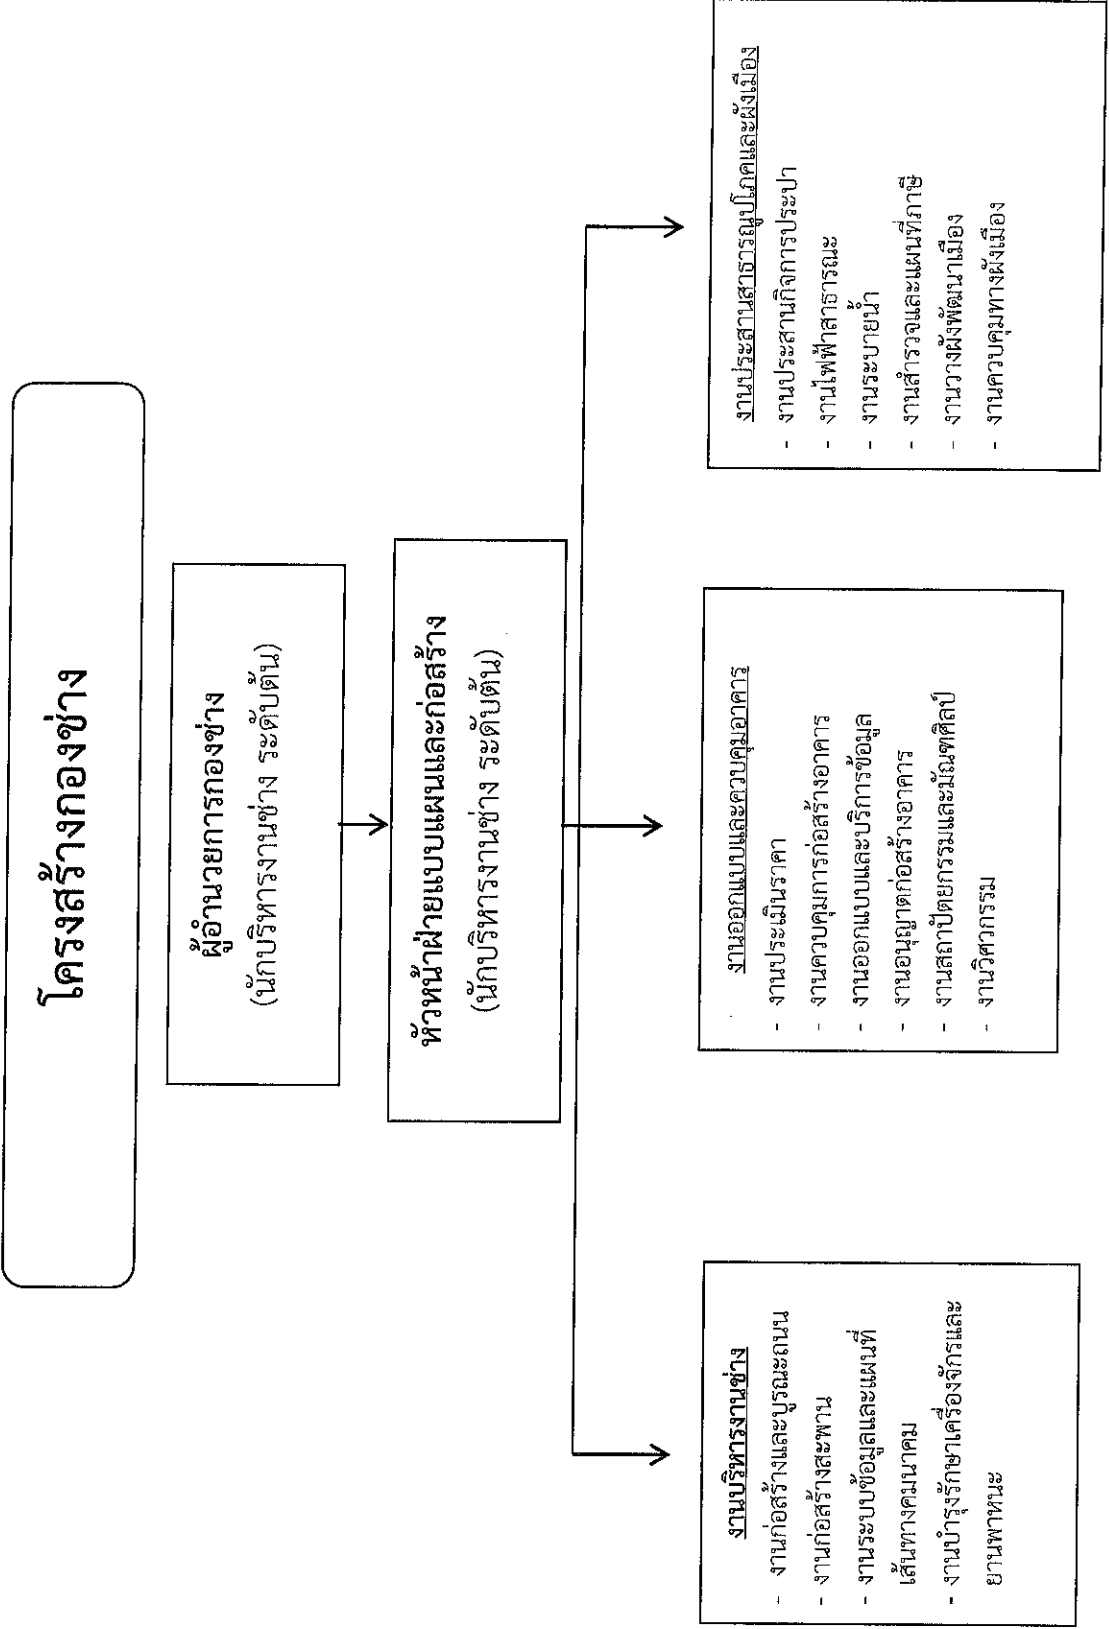 โครงสร้างกองช่าง
ผู้อำนวยการกองช่าง
(นักบริหารงานช่าง ระดับต้น)
หัวหน้าฝ่ายแบบแผนและก่อสร้าง
(นักบริหารงานช่าง ระดับต้น)
งานบริหารงานช่าง
- งานก่อสร้างและบูรณะถนน
- งานก่อสร้างสะพาน
- งานระบบข้อมูลและแผนที่
เส้นทางคมนาคม
- งานบำรุงรักษาเครื่องจักรและ
ยานพาหนะ
งานออกแบบและควบคุมอาคาร
- งานประเมินราคา
- งานควบคุมการก่อสร้างอาคาร
- งานออกแบบและบริการข้อมูล
- งานอนุญาตก่อสร้างอาคาร
- งานสถาปัตยกรรมและมัณฑศิลป์
- งานวิศวกรรม
งานประสานสาธารณูปโภคและผังเมือง
- งานประสานกิจการประปา
- งานไฟฟ้าสาธารณะ
- งานระบายน้ำ
- งานสำรวจและแผนที่ภาษี
- งานวางผังพัฒนาเมือง
- งานควบคุมทางผังเมือง